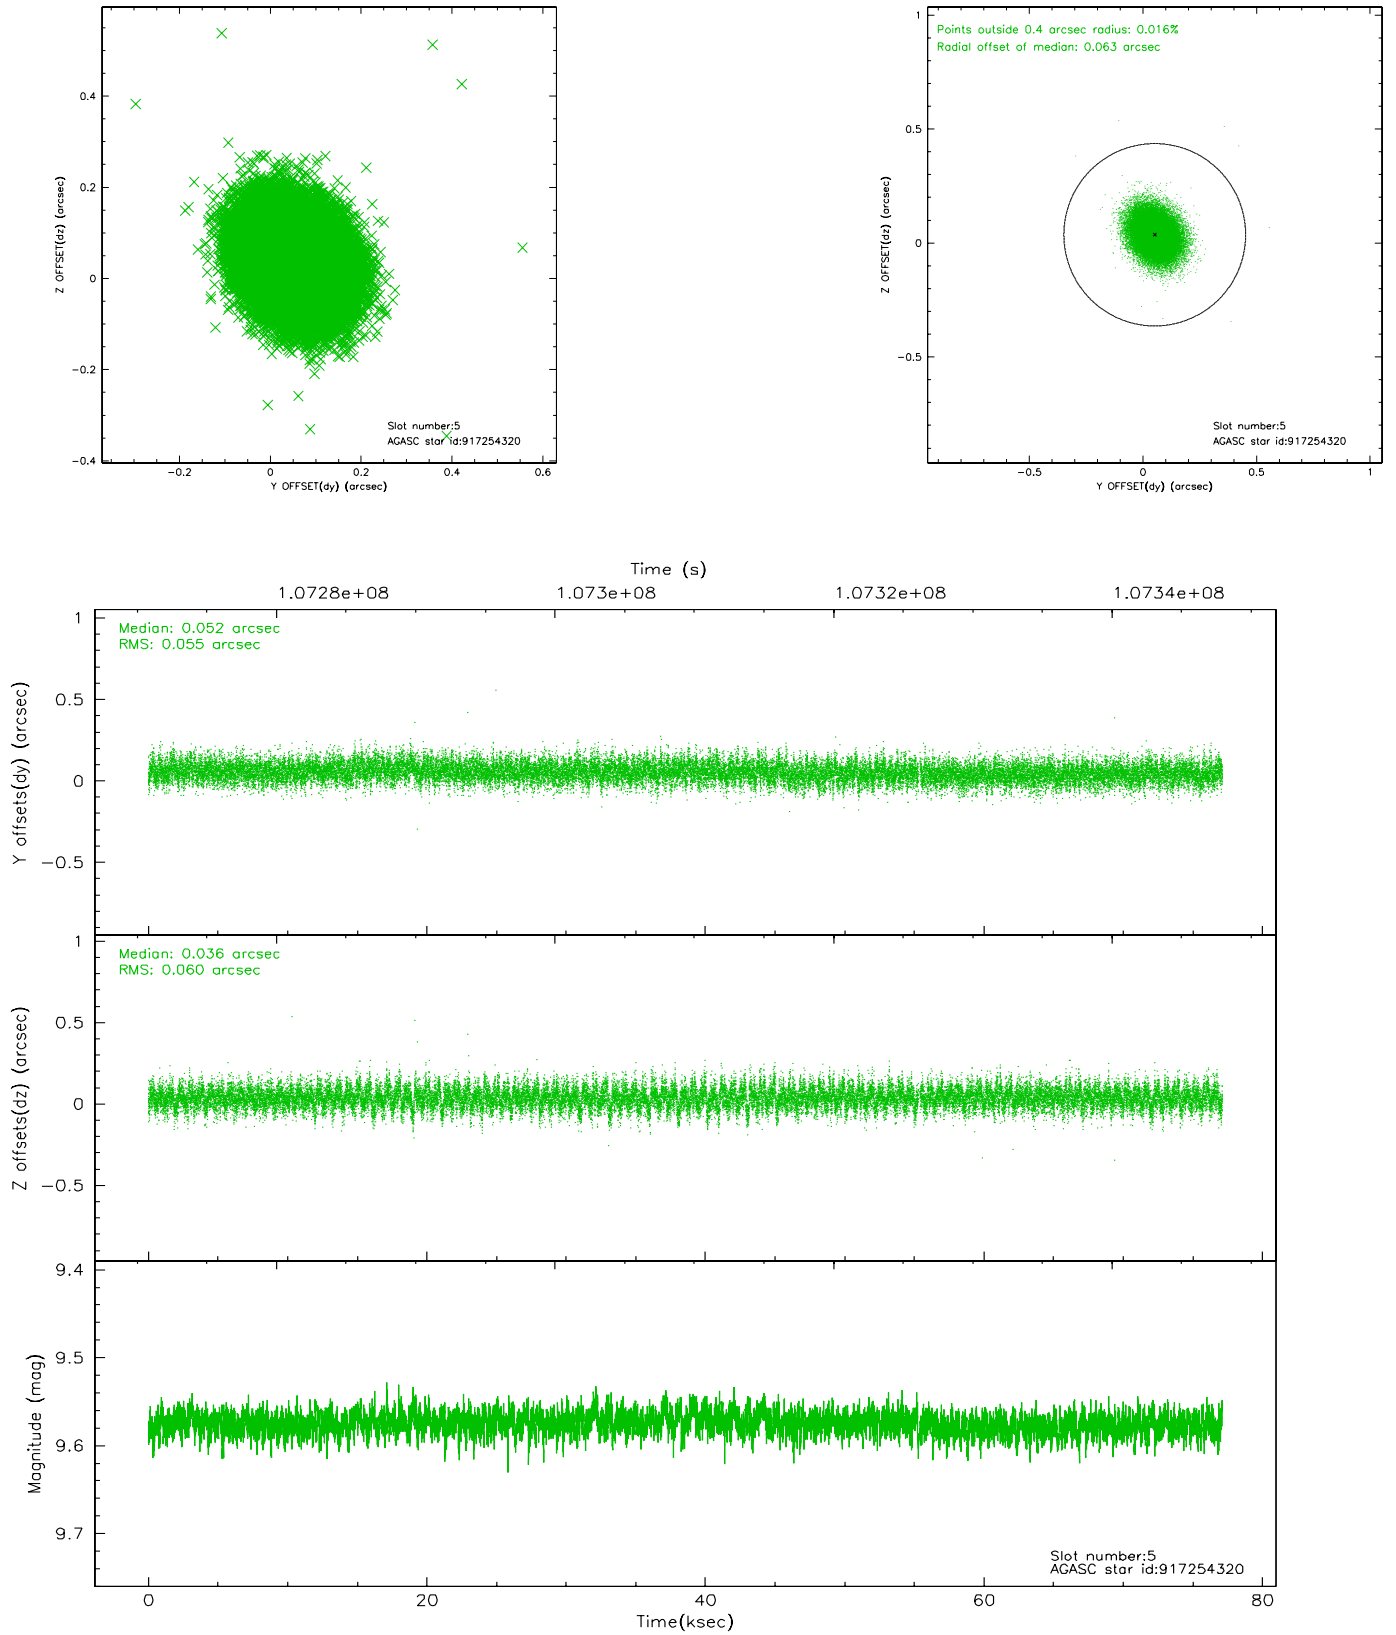 0.4
0.2
0
−0.2
−0.4
Z OFFSET(dz) (arcsec)
−0.2 0 0.2 0.4 0.6
Y OFFSET(dy) (arcsec)
Slot number:5
AGASC star id:917254320
Points outside 0.4 arcsec radius: 0.016%
Radial offset of median: 0.063 arcsec
1
0.5
0
−0.5
Z OFFSET(dz) (arcsec)
−0.5 0 0.5 1
Y OFFSET(dy) (arcsec)
Slot number:5
AGASC star id:917254320
Time (s)
1.0728e+08 1.073e+08 1.0732e+08 1.0734e+08
Median: 0.052 arcsec
RMS: 0.055 arcsec
1
0.5
0
−0.5
Y offsets(dy) (arcsec)
Median: 0.036 arcsec
RMS: 0.060 arcsec
1
0.5
0
−0.5
Z offsets(dz) (arcsec)
9.4
9.5
9.6
9.7
Magnitude (mag)
Slot number:5
AGASC star id:917254320
0 20 40 60 80
Time(ksec)